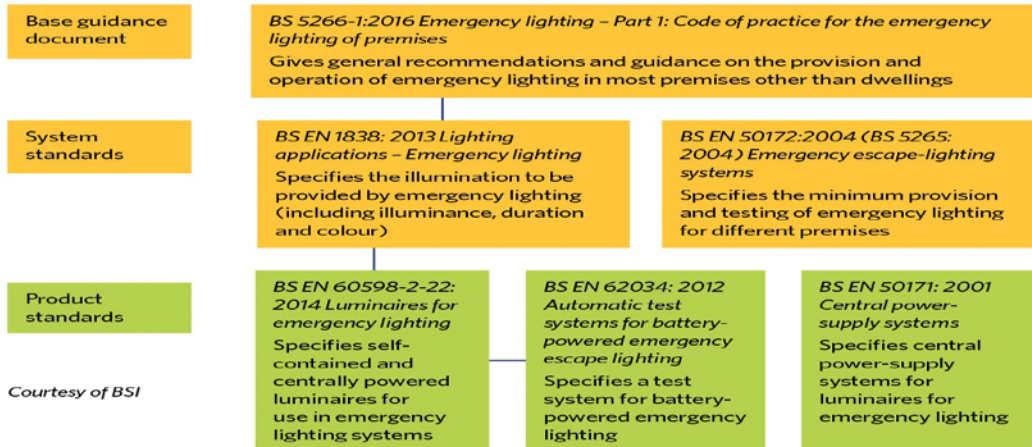 Base guidance
document
BS 5266-1:2016 Emergency lighting – Part 1: Code of practice for the emergency
lighting of premises
Gives general recommendations and guidance on the provision and
operation of emergency lighting in most premises other than dwellings
System
standards
BS EN 1838: 2013 Lighting
applications – Emergency lighting
Specifies the illumination to be
provided by emergency lighting
(including illuminance, duration
and colour)
BS EN 50172:2004 (BS 5265:
2004) Emergency escape-lighting
systems
Specifies the minimum provision
and testing of emergency lighting
for different premises
Product
standards
BS EN 60598-2-22:
2014 Luminaires for
emergency lighting
Specifies self-
contained and
centrally powered
luminaires for
use in emergency
lighting systems
BS EN 62034: 2012
Automatic test
systems for battery-
powered emergency
escape lighting
Specifies a test
system for battery-
powered emergency
lighting
BS EN 50171: 2001
Central power-
supply systems
Specifies central
power-supply
systems for
luminaires for
emergency lighting
Courtesy of BSI